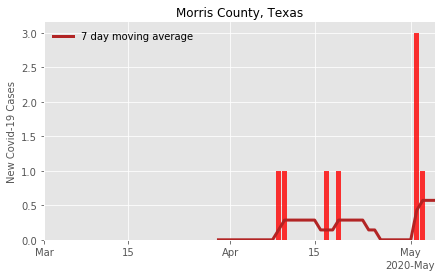 Morris County, Texas
7 day moving average
New Covid-19 Cases
3.0
2.5
2.0
1.5
1.0
0.5
0.0
Mar 15 Apr 15 May
2020-May